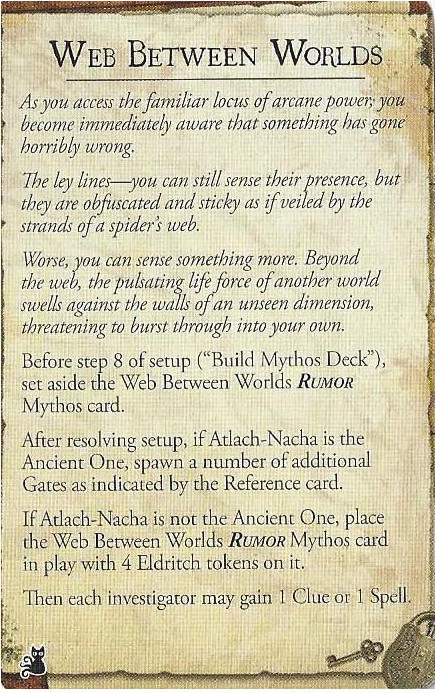 Web Between Worlds
As you access the familiar locus of arcane power, you
become immediately aware that something has gone
horribly wrong.
The ley lines—you can still sense their presence, but
they are obfuscated and sticky as if veiled by the
strands of a spider's web.
Worse, you can sense something more. Beyond
the web, the pulsating life force of another world
swells against the walls of an unseen dimension,
threatening to burst through into your own.
Before step 8 of setup ("Build Mythos Deck"),
set aside the Web Between Worlds Rumor
Mythos card.
After resolving setup, if Atlach-Nacha is the
Ancient One, spawn a number of additional
Gates as indicated by the Reference card.
If Atlach-Nacha is not the Ancient One, place
the Web Between Worlds Rumor Mythos card
in play with 4 Eldritch tokens on it.
Then each investigator may gain 1 Clue or 1 Spell.